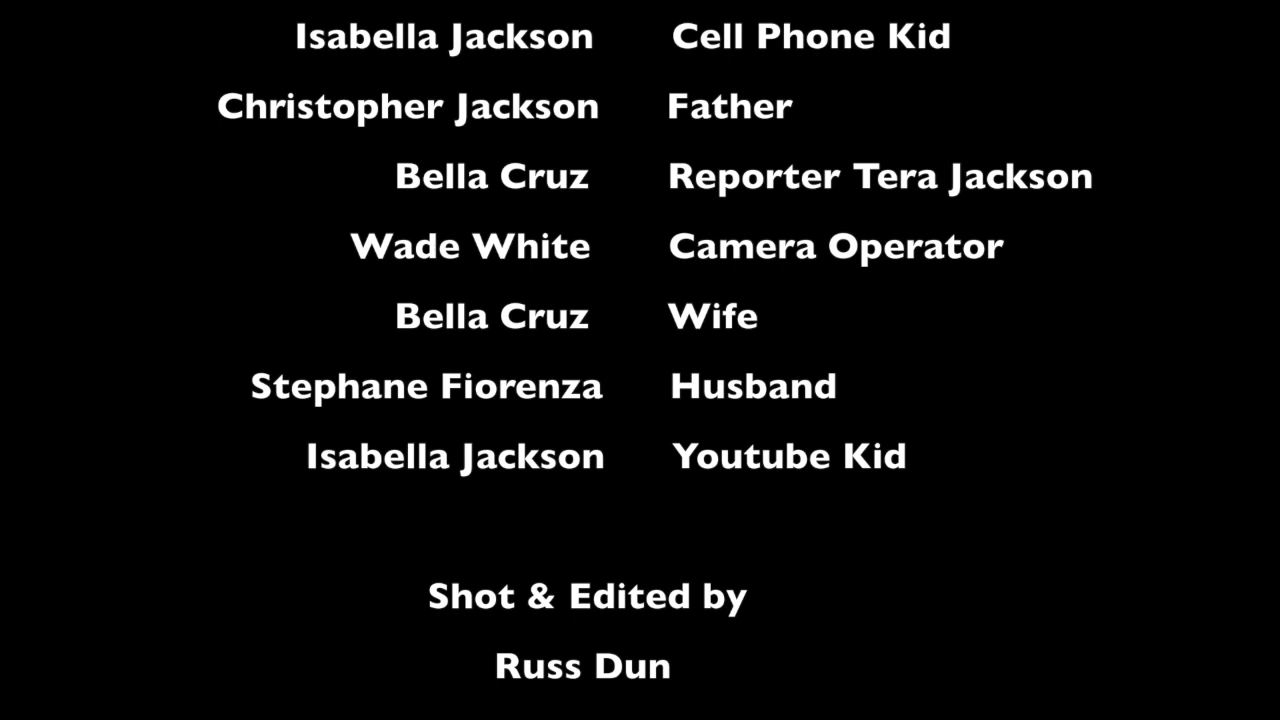 Isabella Jackson Cell Phone Kid
Christopher Jackson Father
Bella Cruz Reporter Tera Jackson
Wade White Camera Operator
Bella Cruz Wife
Stephane Fiorenza Husband
Isabella Jackson Youtube Kid
Shot & Edited by
Russ Dun